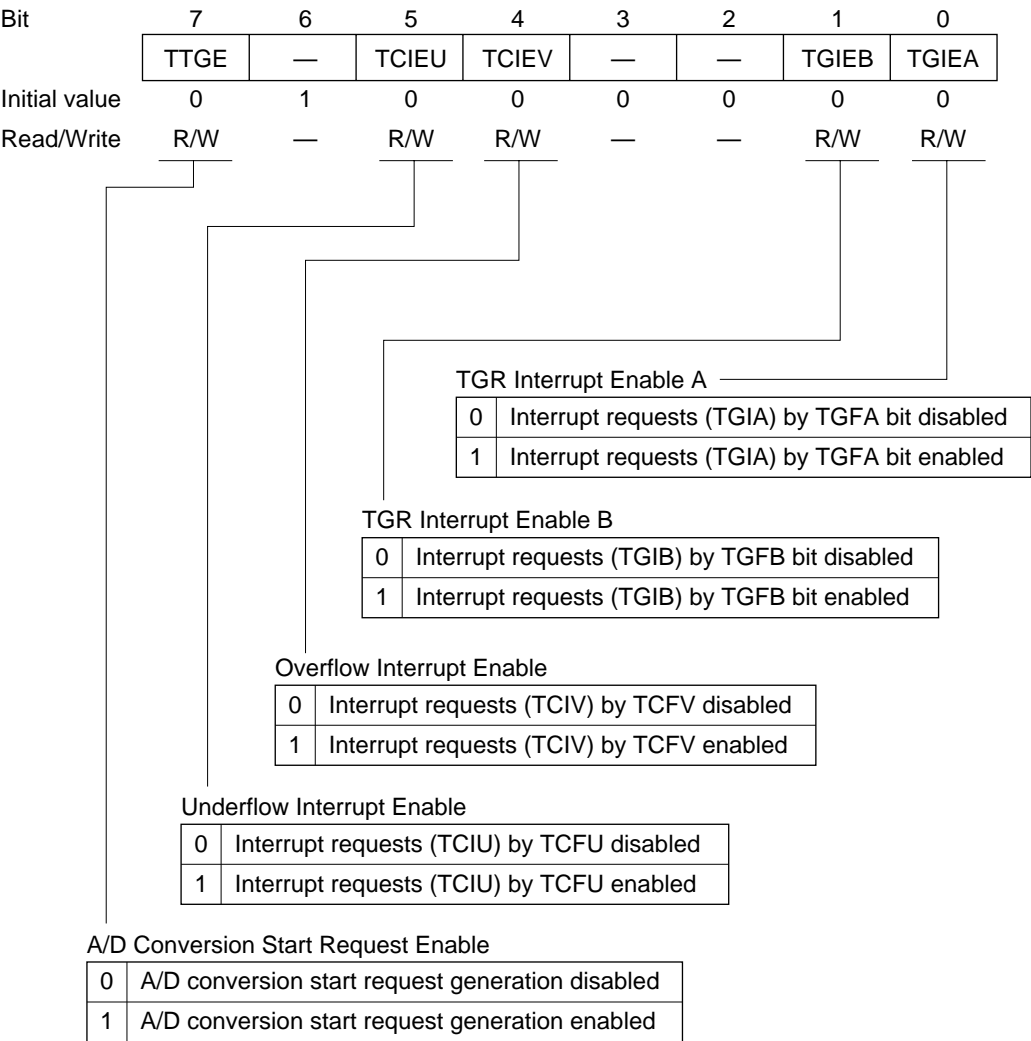 Bit 7 6 5 4 3 2 1 0
TTGE — TCIEU TCIEV — — TGIEB TGIEA
Initial value 0 1 0 0 0 0 0 0
Read/Write R/W — R/W R/W — — R/W R/W
TGR Interrupt Enable A
0 Interrupt requests (TGIA) by TGFA bit disabled
1 Interrupt requests (TGIA) by TGFA bit enabled
TGR Interrupt Enable B
0 Interrupt requests (TGIB) by TGFB bit disabled
1 Interrupt requests (TGIB) by TGFB bit enabled
Overflow Interrupt Enable
0 Interrupt requests (TCIV) by TCFV disabled
1 Interrupt requests (TCIV) by TCFV enabled
Underflow Interrupt Enable
0 Interrupt requests (TCIU) by TCFU disabled
1 Interrupt requests (TCIU) by TCFU enabled
A/D Conversion Start Request Enable
0 A/D conversion start request generation disabled
1 A/D conversion start request generation enabled